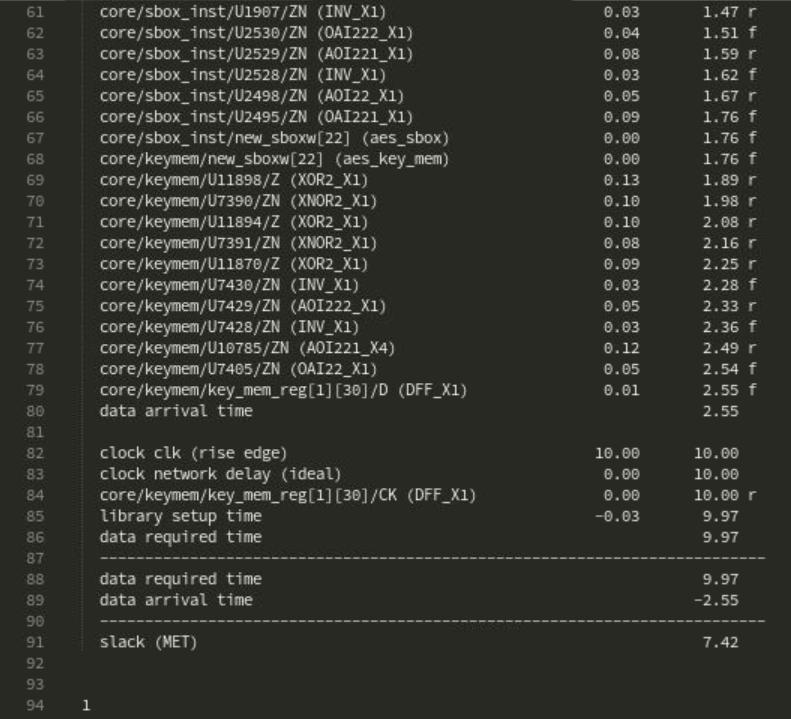 61 core/sbox_inst/U1907/ZN (INV_X1) 0.03 1.47 r
62 core/sbox_inst/U2530/ZN (OAI222_X1) 0.04 1.51 f
63 core/sbox_inst/U2529/ZN (AOI221_X1) 0.08 1.59 r
64 core/sbox_inst/U2528/ZN (INV_X1) 0.03 1.62 f
65 core/sbox_inst/U2498/ZN (AOI22_X1) 0.05 1.67 r
66 core/sbox_inst/U2495/ZN (OAI221_X1) 0.09 1.76 f
67 core/sbox_inst/new_sboxw[22] (aes_sbox) 0.00 1.76 f
68 core/keymem/new_sboxw[22] (aes_key_mem) 0.00 1.76 f
69 core/keymem/U11898/Z (XOR2_X1) 0.13 1.89 r
70 core/keymem/U7390/ZN (XNOR2_X1) 0.10 1.98 r
71 core/keymem/U11894/Z (XOR2_X1) 0.10 2.08 r
72 core/keymem/U7391/ZN (XNOR2_X1) 0.08 2.16 r
73 core/keymem/U11870/Z (XOR2_X1) 0.09 2.25 r
74 core/keymem/U7430/ZN (INV_X1) 0.03 2.28 f
75 core/keymem/U7429/ZN (AOI222_X1) 0.05 2.33 r
76 core/keymem/U7428/ZN (INV_X1) 0.03 2.36 f
77 core/keymem/U10785/ZN (AOI221_X4) 0.12 2.49 r
78 core/keymem/U7405/ZN (OAI22_X1) 0.05 2.54 f
79 core/keymem/key_mem_reg[1][30]/D (DFF_X1) 0.01 2.55 f
80 data arrival time 2.55
81
82 clock clk (rise edge) 10.00 10.00
83 clock network delay (ideal) 0.00 10.00
84 core/keymem/key_mem_reg[1][30]/CK (DFF_X1) 0.00 10.00 r
85 library setup time -0.03 9.97
86 data required time 9.97
87 --------------------------------------------------------------------------
88 data required time 9.97
89 data arrival time -2.55
90 --------------------------------------------------------------------------
91 slack (MET) 7.42
92
93
94 1